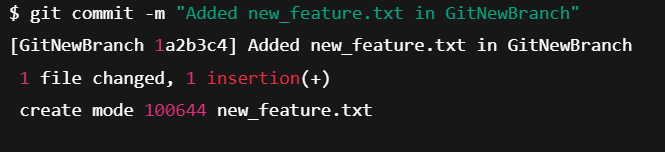 $ git commit -m "Added new_feature.txt in GitNewBranch"
[GitNewBranch 1a2b3c4] Added new_feature.txt in GitNewBranch
1 file changed, 1 insertion(+)
create mode 100644 new_feature.txt